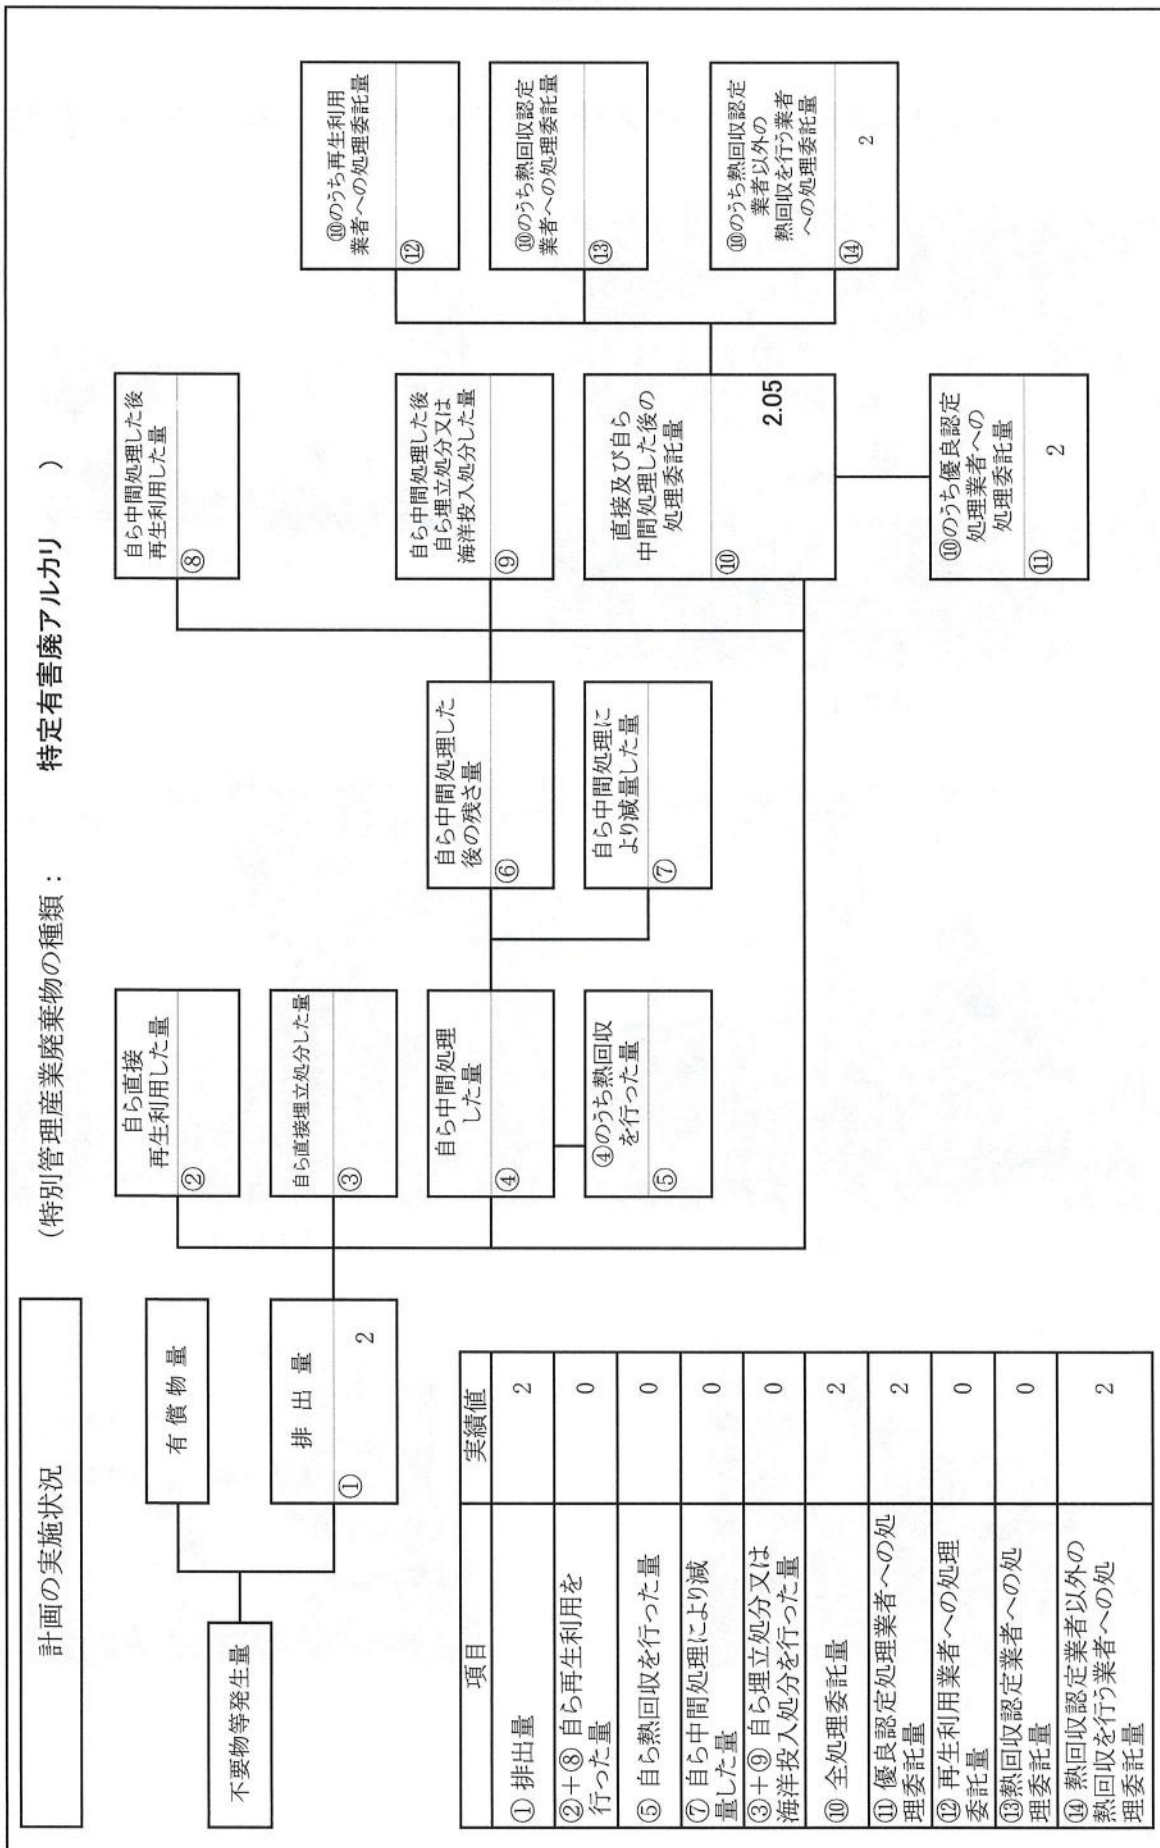 計画の実施状況
(特別管理産業廃棄物の種類： 特定有害廃アルカリ )
不要物等発生量
有償物量
排出量
① 2
自ら直接
再生利用した量
②
自ら直接埋立処分した量
③
自ら中間処理
した量
④
④のうち熱回収
を行った量
⑤
自ら中間処理した
後の残さ量
⑥
自ら中間処理に
より減量した量
⑦
自ら中間処理した後
再生利用した量
⑧
自ら中間処理した後
自ら埋立処分又は
海洋投入処分した量
⑨
直接及び自ら
中間処理した後の
処理委託量
⑩ 2.05
⑩のうち優良認定
処理業者への
処理委託量
⑪ 2
⑩のうち再生利用
業者への処理委託量
⑫
⑩のうち熱回収認定
業者への処理委託量
⑬
⑩のうち熱回収認定
業者以外の
熱回収を行う業者
への処理委託量
⑭ 2
項目 実績値
① 排出量 2
②＋⑧ 自ら再生利用を
行った量 0
⑤ 自ら熱回収を行った量 0
⑦ 自ら中間処理により減
量した量 0
③＋⑨ 自ら埋立処分又は
海洋投入処分を行った量 0
⑩ 全処理委託量 2
⑪ 優良認定処理業者への処
理委託量 2
⑫ 再生利用業者への処理
委託量 0
⑬熱回収認定業者への処
理委託量 0
⑭ 熱回収認定業者以外の
熱回収を行う業者への処
理委託量 2